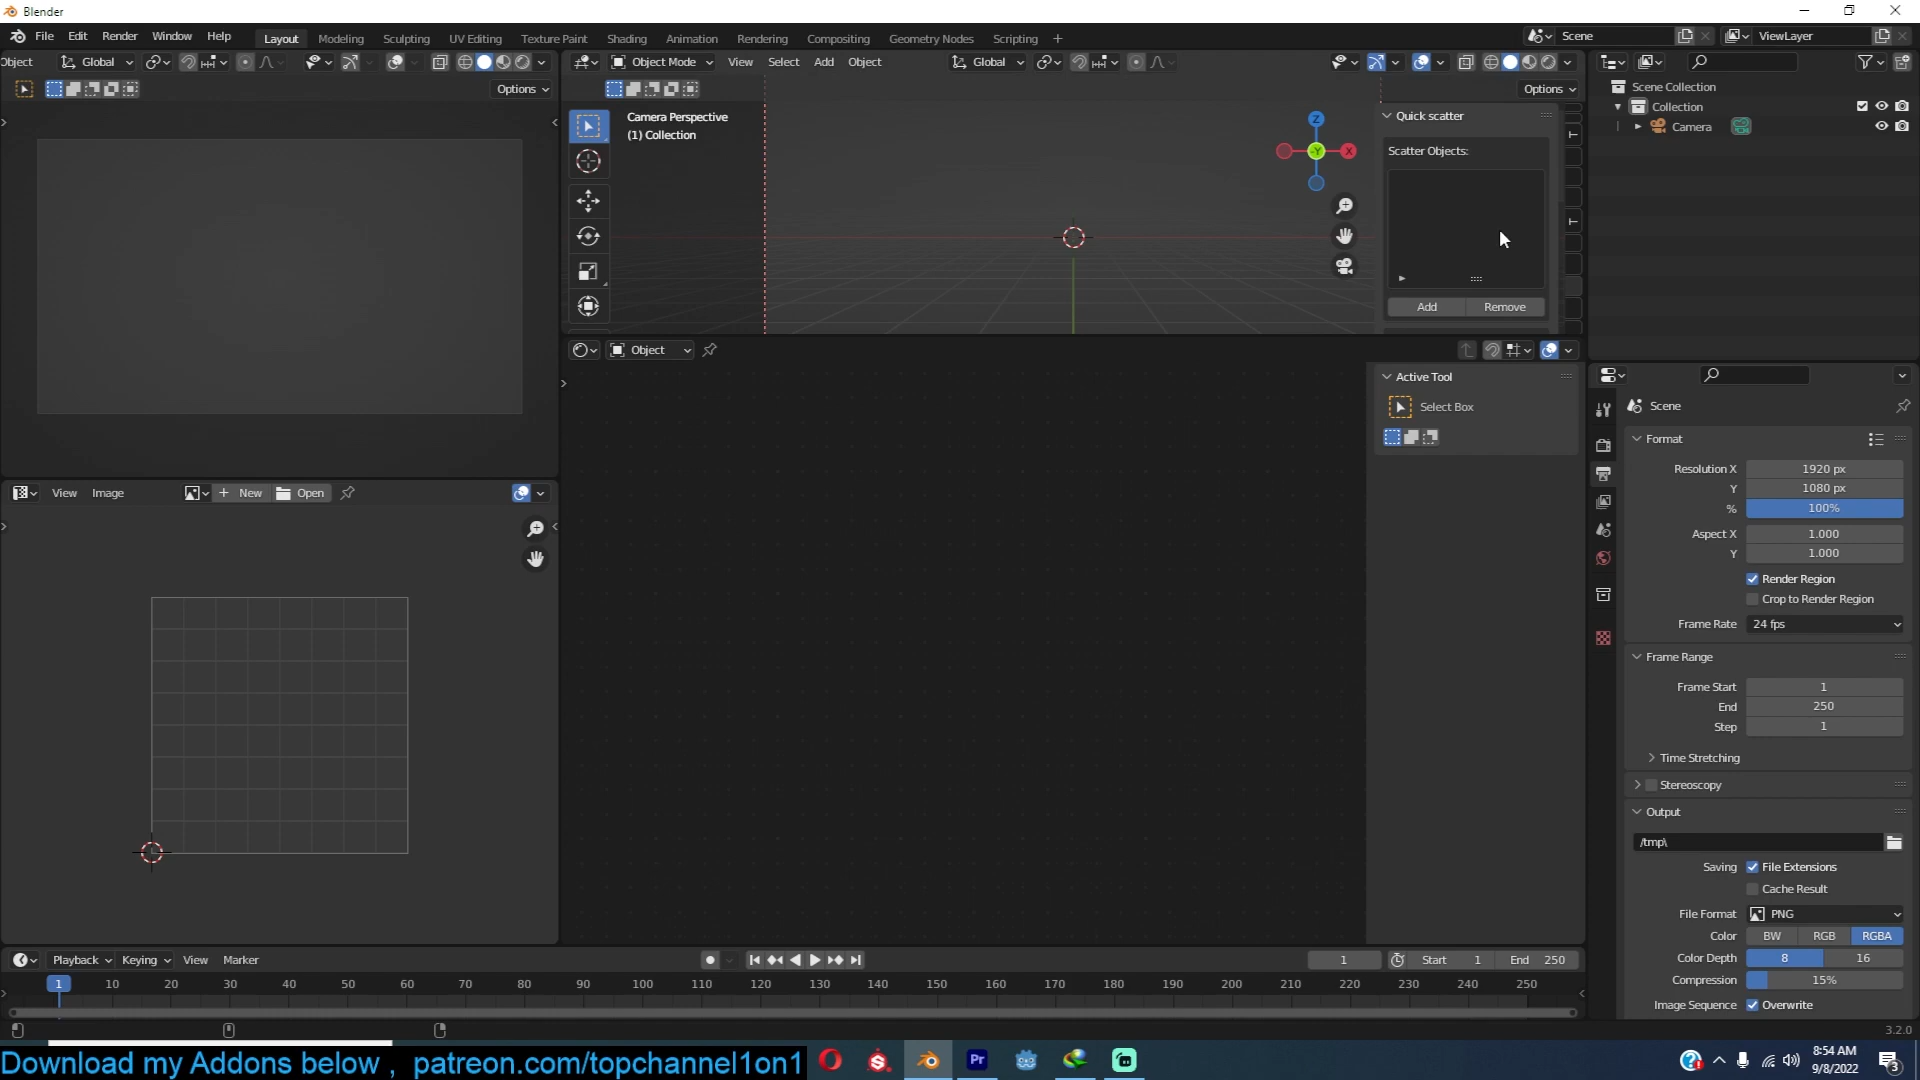 Blender
File Edit Render Window Help
Layout Modeling Sculpting UV Editing Texture Paint Shading Animation Rendering Compositing Geometry Nodes Scripting +
Scene
ViewLayer
Object Global
Options
Object Mode View Select Add Object Global
Options
Camera Perspective
(1) Collection
Z
-Y
X
Quick scatter
Scatter Objects:
Add Remove
Scene Collection
Collection
Camera
Object
Active Tool
Select Box
View Image New Open
Scene
Format
Resolution X 1920 px
Y 1080 px
% 100%
Aspect X 1.000
Y 1.000
Render Region
Crop to Render Region
Frame Rate 24 fps
Frame Range
Frame Start 1
End 250
Step 1
Time Stretching
Stereoscopy
Output
/tmp\
Saving File Extensions
Cache Result
File Format PNG
Color BW RGB RGBA
Color Depth 8 16
Compression 15%
Image Sequence Overwrite
Playback Keying View Marker
1 Start 1 End 250
1 10 20 30 40 50 60 70 80 90 100 110 120 130 140 150 160 170 180 190 200 210 220 230 240 250
3.2.0
Download my Addons below , patreon.com/topchannel1on1
Pr
8:54 AM
9/8/2022
3